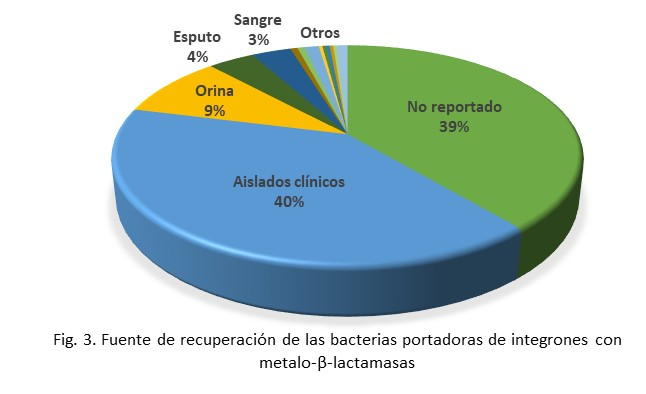 Sangre
3%
Otros
Esputo
4%
Orina
9%
No reportado
39%
Aislados clínicos
40%
Fig. 3. Fuente de recuperación de las bacterias portadoras de integrones con
metalo-β-lactamasas